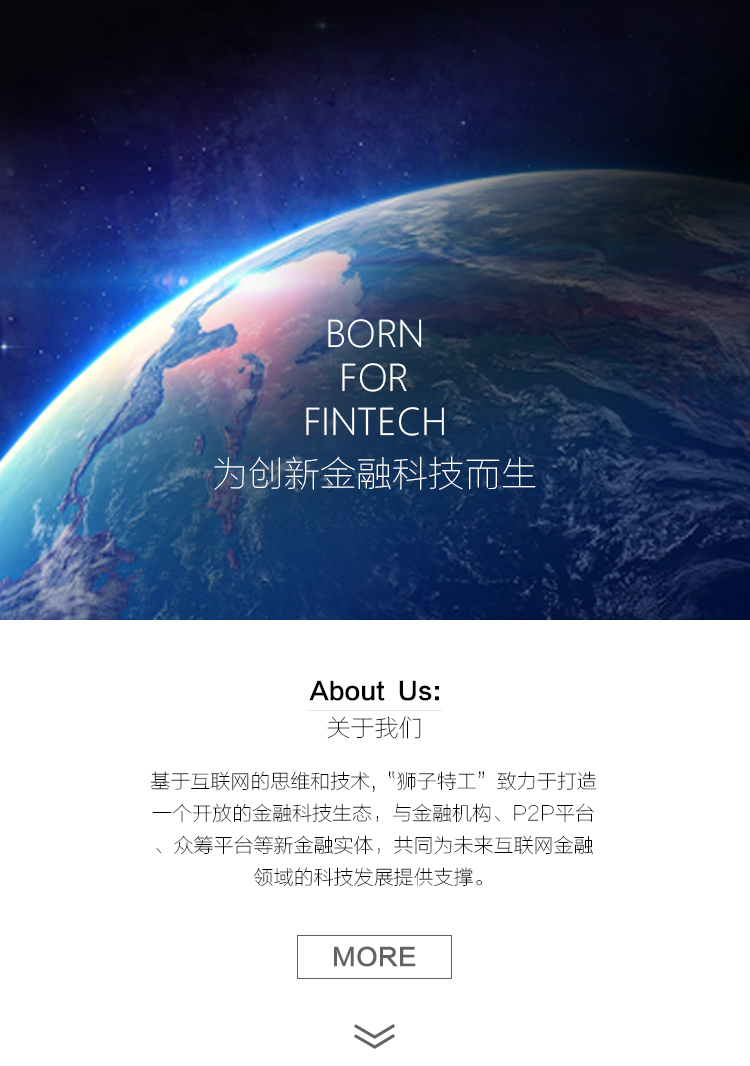 BORN
FOR
FINTECH
为创新金融科技而生
About Us:
关于我们
基于互联网的思维和技术，“狮子特工”致力于打造
一个开放的金融科技生态，与金融机构、P2P平台
、众筹平台等新金融实体，共同为未来互联网金融
领域的科技发展提供支撑。
MORE